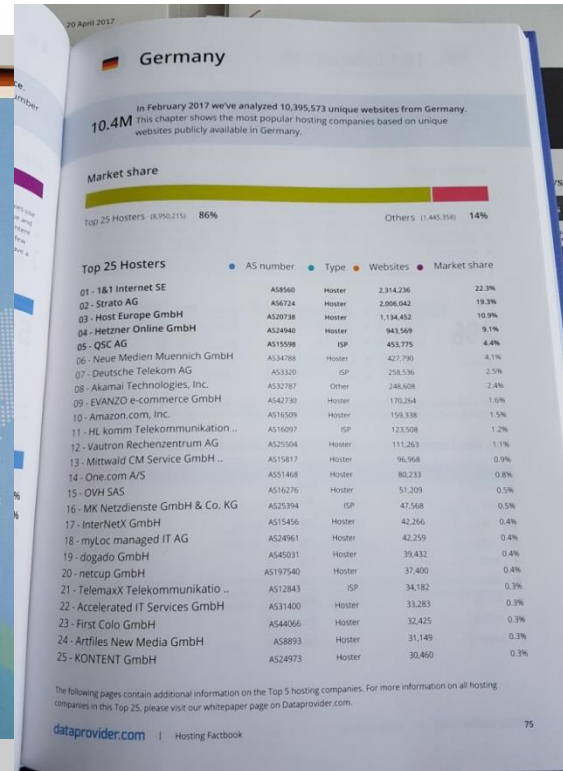 20 April 2017
Germany
10.4M
In February 2017 we've analyzed 10,395,573 unique websites from Germany.
This chapter shows the most popular hosting companies based on unique
websites publicly available in Germany.
Market share
Top 25 Hosters (8,950,215) 86% Others (1,445,358) 14%
Top 25 Hosters AS number Type Websites Market share
01 - 1&1 Internet SE AS8560 Hoster 2,314,236 22.3%
02 - Strato AG AS6724 Hoster 2,006,042 19.3%
03 - Host Europe GmbH AS20738 Hoster 1,134,452 10.9%
04 - Hetzner Online GmbH AS24940 Hoster 943,569 9.1%
05 - QSC AG AS15598 ISP 453,775 4.4%
06 - Neue Medien Muennich GmbH AS34788 Hoster 427,790 4.1%
07 - Deutsche Telekom AG AS3320 ISP 258,536 2.5%
08 - Akamai Technologies, Inc. AS32787 Other 248,608 2.4%
09 - EVANZO e-commerce GmbH AS42730 Hoster 170,264 1.6%
10 - Amazon.com, Inc. AS16509 Hoster 159,338 1.5%
11 - HL komm Telekommunikation .. AS16097 ISP 123,508 1.2%
12 - Vautron Rechenzentrum AG AS25504 Hoster 111,263 1.1%
13 - Mittwald CM Service GmbH .. AS15817 Hoster 96,968 0.9%
14 - One.com A/S AS51468 Hoster 80,233 0.8%
15 - OVH SAS AS16276 Hoster 51,209 0.5%
16 - MK Netzdienste GmbH & Co. KG AS25394 ISP 47,568 0.5%
17 - InterNetX GmbH AS15456 Hoster 42,266 0.4%
18 - myLoc managed IT AG AS24961 Hoster 42,259 0.4%
19 - dogado GmbH AS45031 Hoster 39,432 0.4%
20 - netcup GmbH AS197540 Hoster 37,400 0.4%
21 - TelemaxX Telekommunikatio .. AS12843 ISP 34,182 0.3%
22 - Accelerated IT Services GmbH AS31400 Hoster 33,283 0.3%
23 - First Colo GmbH AS44066 Hoster 32,425 0.3%
24 - Artfiles New Media GmbH AS8893 Hoster 31,149 0.3%
25 - KONTENT GmbH AS24973 Hoster 30,460 0.3%
The following pages contain additional information on the Top 5 hosting companies. For more information on all hosting
companies in this Top 25, please visit our whitepaper page on Dataprovider.com.
dataprovider.com | Hosting Factbook 75